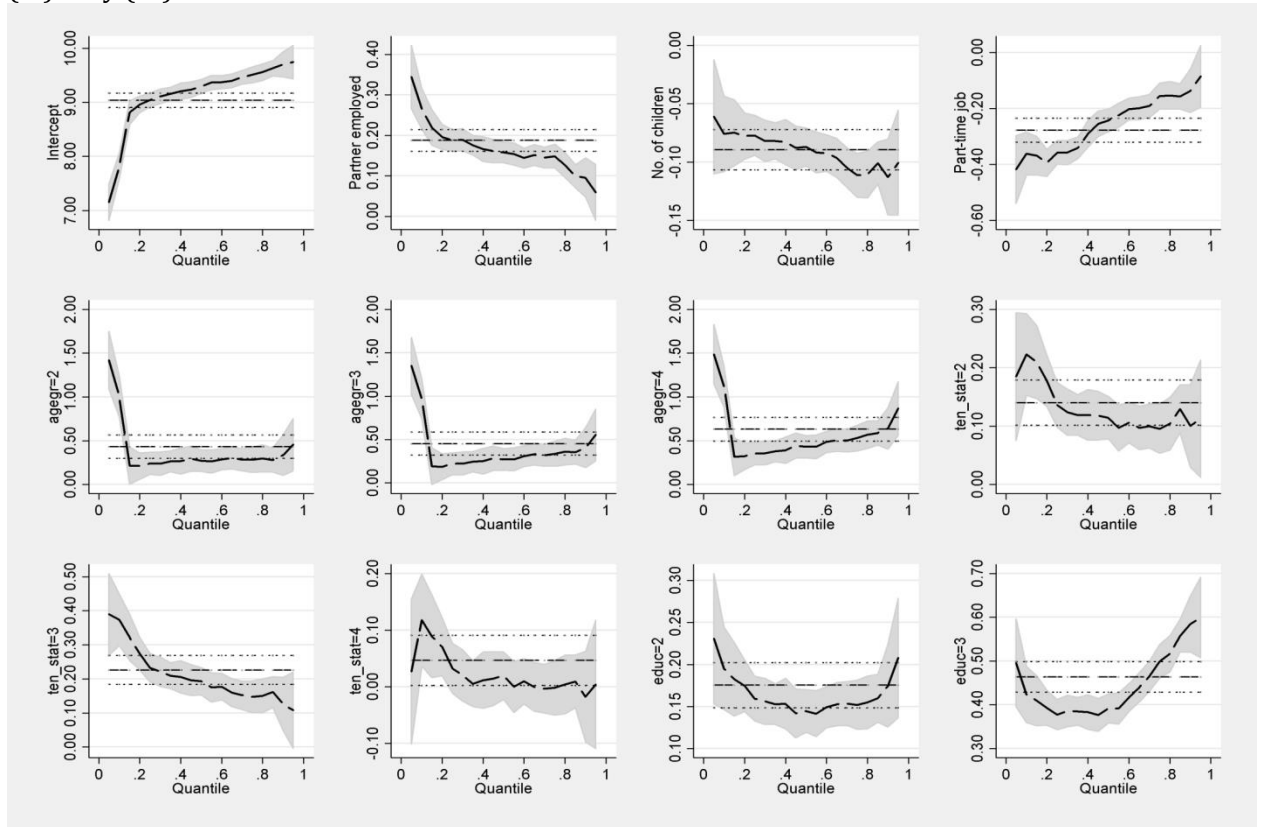 Intercept
10.00
9.00
8.00
7.00
0 .2 .4 .6 .8 1
Quantile
Partner employed
0.40
0.30
0.20
0.10
0.00
0 .2 .4 .6 .8 1
Quantile
No. of children
0.00
-0.05
-0.10
-0.15
0 .2 .4 .6 .8 1
Quantile
Part-time job
0.00
-0.20
-0.40
-0.60
0 .2 .4 .6 .8 1
Quantile
agegr=2
2.00
1.50
1.00
0.50
0.00
0 .2 .4 .6 .8 1
Quantile
agegr=3
2.00
1.50
1.00
0.50
0.00
0 .2 .4 .6 .8 1
Quantile
agegr=4
2.00
1.50
1.00
0.50
0.00
0 .2 .4 .6 .8 1
Quantile
ten_stat=2
0.30
0.20
0.10
0.00
0 .2 .4 .6 .8 1
Quantile
ten_stat=3
0.50
0.40
0.30
0.20
0.10
0.00
0 .2 .4 .6 .8 1
Quantile
ten_stat=4
0.20
0.10
0.00
-0.10
0 .2 .4 .6 .8 1
Quantile
educ=2
0.30
0.25
0.20
0.15
0.10
0 .2 .4 .6 .8 1
Quantile
educ=3
0.70
0.60
0.50
0.40
0.30
0 .2 .4 .6 .8 1
Quantile